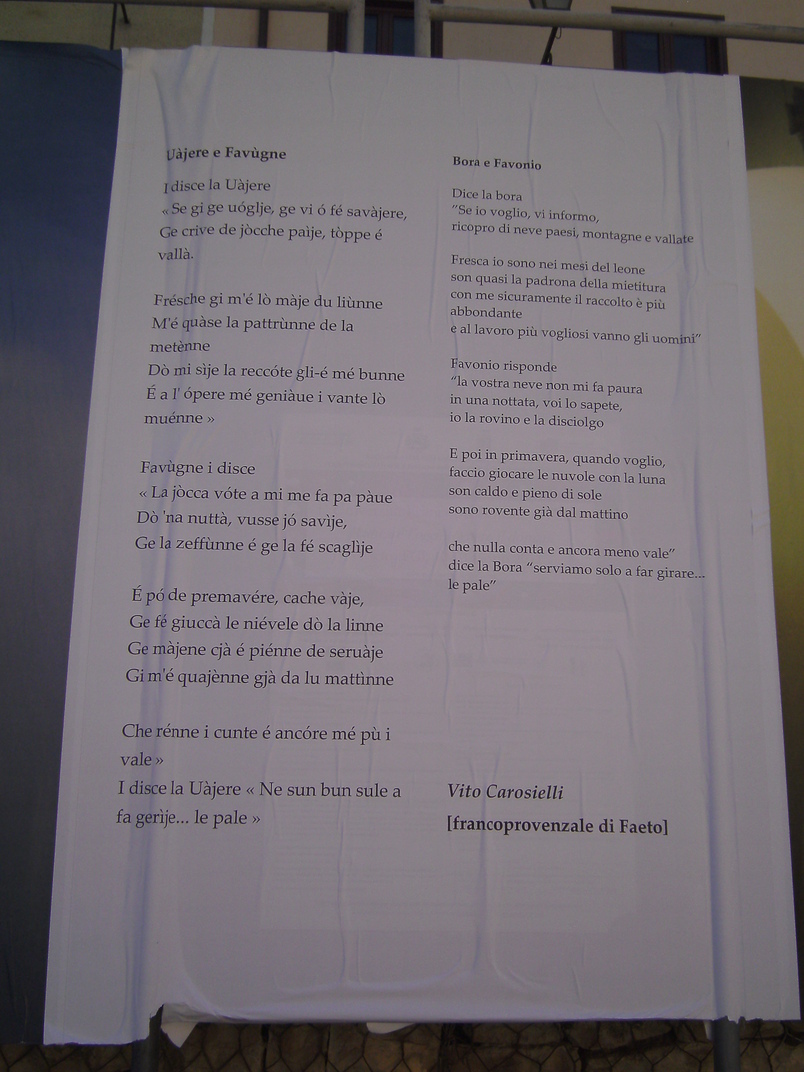 Uàjere e Favùgne
I disce la Uàjere
« Se gi ge uóglje, ge vi ó fé savàjere,
Ge crive de jòcche paìje, tòppe é
vallà.
Frésche gi m'é lò màje du liùnne
M'é quàse la pattrùnne de la
metènne
Dò mi sìje la reccóte gli-é mé bunne
É a l' ópere mé geniàue i vante lò
muénne »
Favùgne i disce
« La jòcca vóte a mi me fa pa pàue
Dò 'na nuttà, vusse jó savìje,
Ge la zeffùnne é ge la fé scaglìje
É pó de premavére, cache vàje,
Ge fé giuccà le niévele dò la linne
Ge màjene cjà é piénne de seruàje
Gi m'é quajènne gjà da lu mattìnne
Che rénne i cunte é ancóre mé pù i
vale »
I disce la Uàjere « Ne sun bun sule a
fa gerìje... le pale »
Bora e Favonio
Dice la bora
“Se io voglio, vi informo,
ricopro di neve paesi, montagne e vallate
Fresca io sono nei mesi del leone
son quasi la padrona della mietitura
con me sicuramente il raccolto è più
abbondante
e al lavoro più vogliosi vanno gli uomini”
Favonio risponde
“la vostra neve non mi fa paura
in una nottata, voi lo sapete,
io la rovino e la disciolgo
E poi in primavera, quando voglio,
faccio giocare le nuvole con la luna
son caldo e pieno di sole
sono rovente già dal mattino
che nulla conta e ancora meno vale”
dice la Bora “serviamo solo a far girare...
le pale”
Vito Carosielli
[francoprovenzale di Faeto]